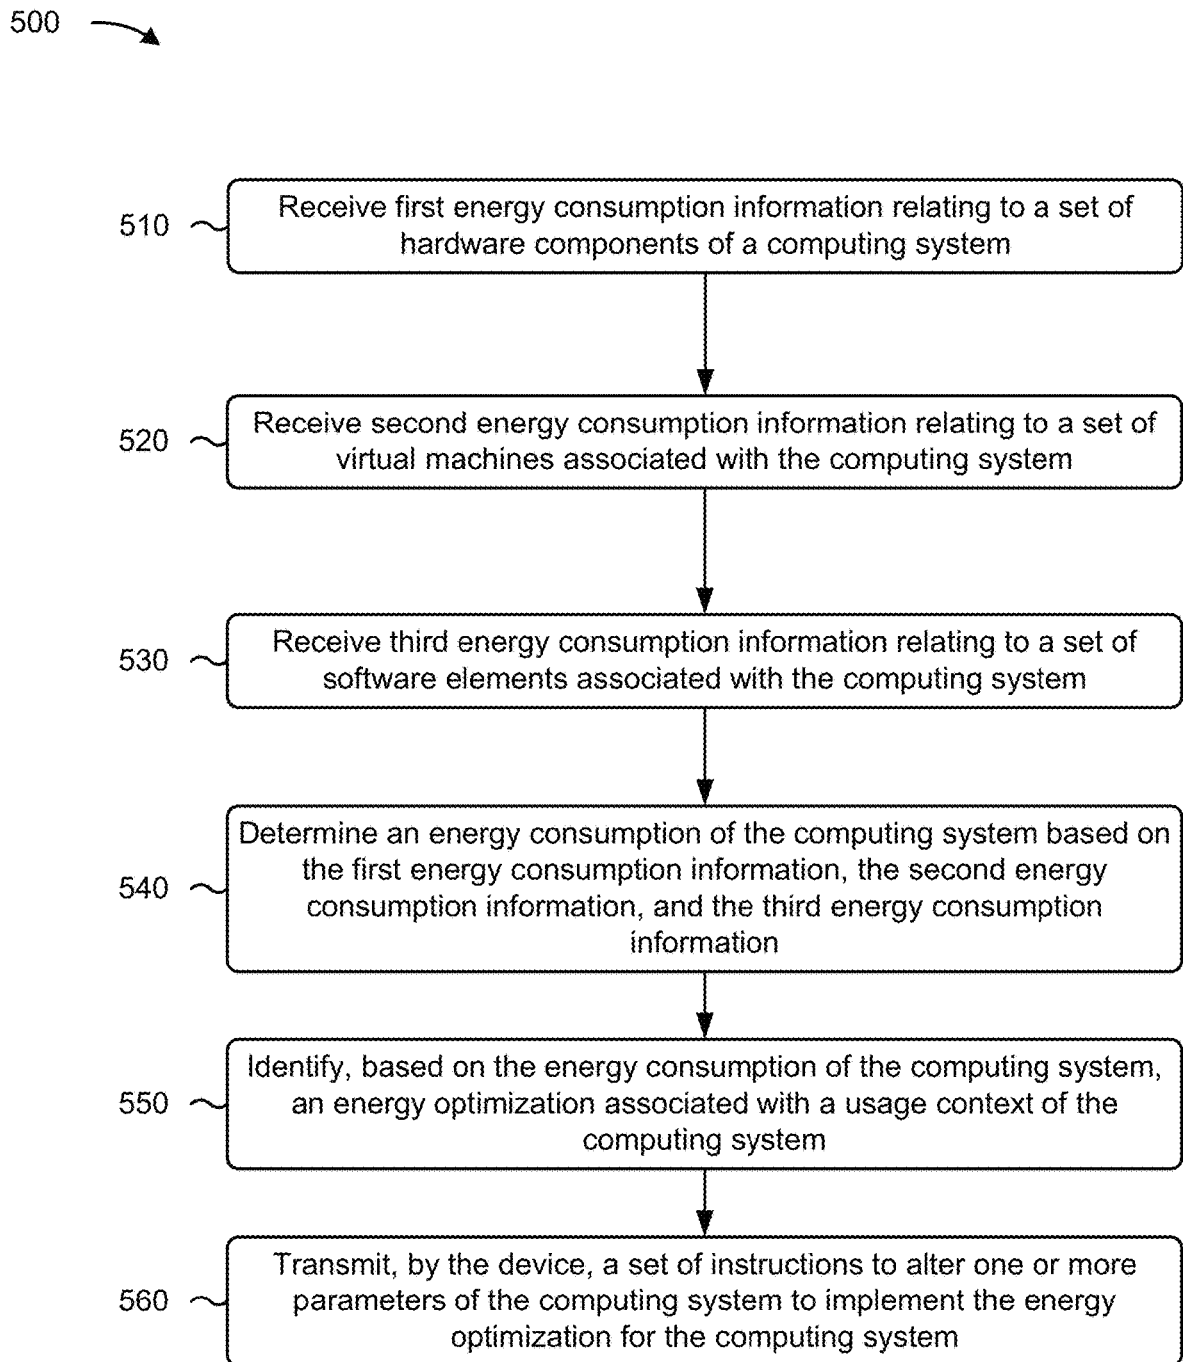 500
510
Receive first energy consumption information relating to a set of
hardware components of a computing system
520
Receive second energy consumption information relating to a set of
virtual machines associated with the computing system
530
Receive third energy consumption information relating to a set of
software elements associated with the computing system
540
Determine an energy consumption of the computing system based on
the first energy consumption information, the second energy
consumption information, and the third energy consumption
information
550
Identify, based on the energy consumption of the computing system,
an energy optimization associated with a usage context of the
computing system
560
Transmit, by the device, a set of instructions to alter one or more
parameters of the computing system to implement the energy
optimization for the computing system